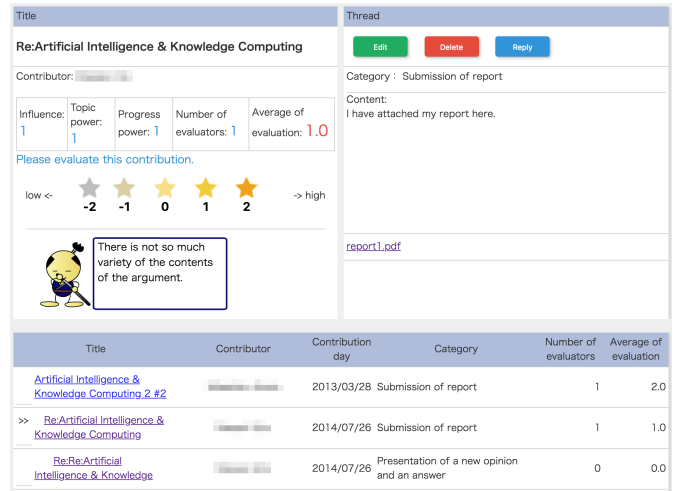 Title
Re:Artificial Intelligence & Knowledge Computing
Contributor:
Influence:
1
Topic
power:
1
Progress
power: 1
Number of
evaluators: 1
Average of
evaluation: 1.0
Please evaluate this contribution.
low <-
-2
-1
0
1
2
-> high
There is not so much
variety of the contents
of the argument.
Thread
Edit
Delete
Reply
Category : Submission of report
Content:
I have attached my report here.
report1.pdf
Title
Contributor
Contribution
day
Category
Number of
evaluators
Average of
evaluation
Artificial Intelligence &
Knowledge Computing 2 #2
2013/03/28
Submission of report
1
2.0
>> Re:Artificial Intelligence &
Knowledge Computing
2014/07/26
Submission of report
1
1.0
Re:Re:Artificial
Intelligence & Knowledge
2014/07/26
Presentation of a new opinion
and an answer
0
0.0